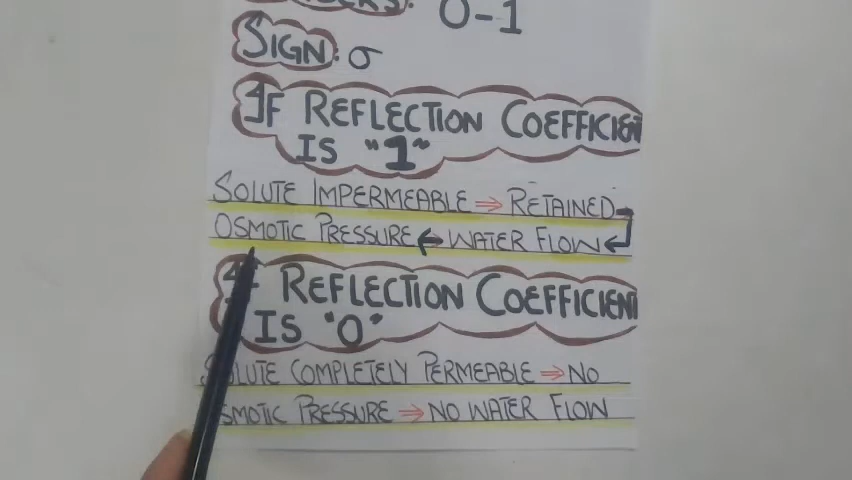 0-1
SIGN: σ
IF REFLECTION COEFFICIENT
IS "1"
SOLUTE IMPERMEABLE ⇒ RETAINED
OSMOTIC PRESSURE ← WATER FLOW
IF REFLECTION COEFFICIENT
IS "0"
SOLUTE COMPLETELY PERMEABLE ⇒ NO
OSMOTIC PRESSURE ⇒ NO WATER FLOW